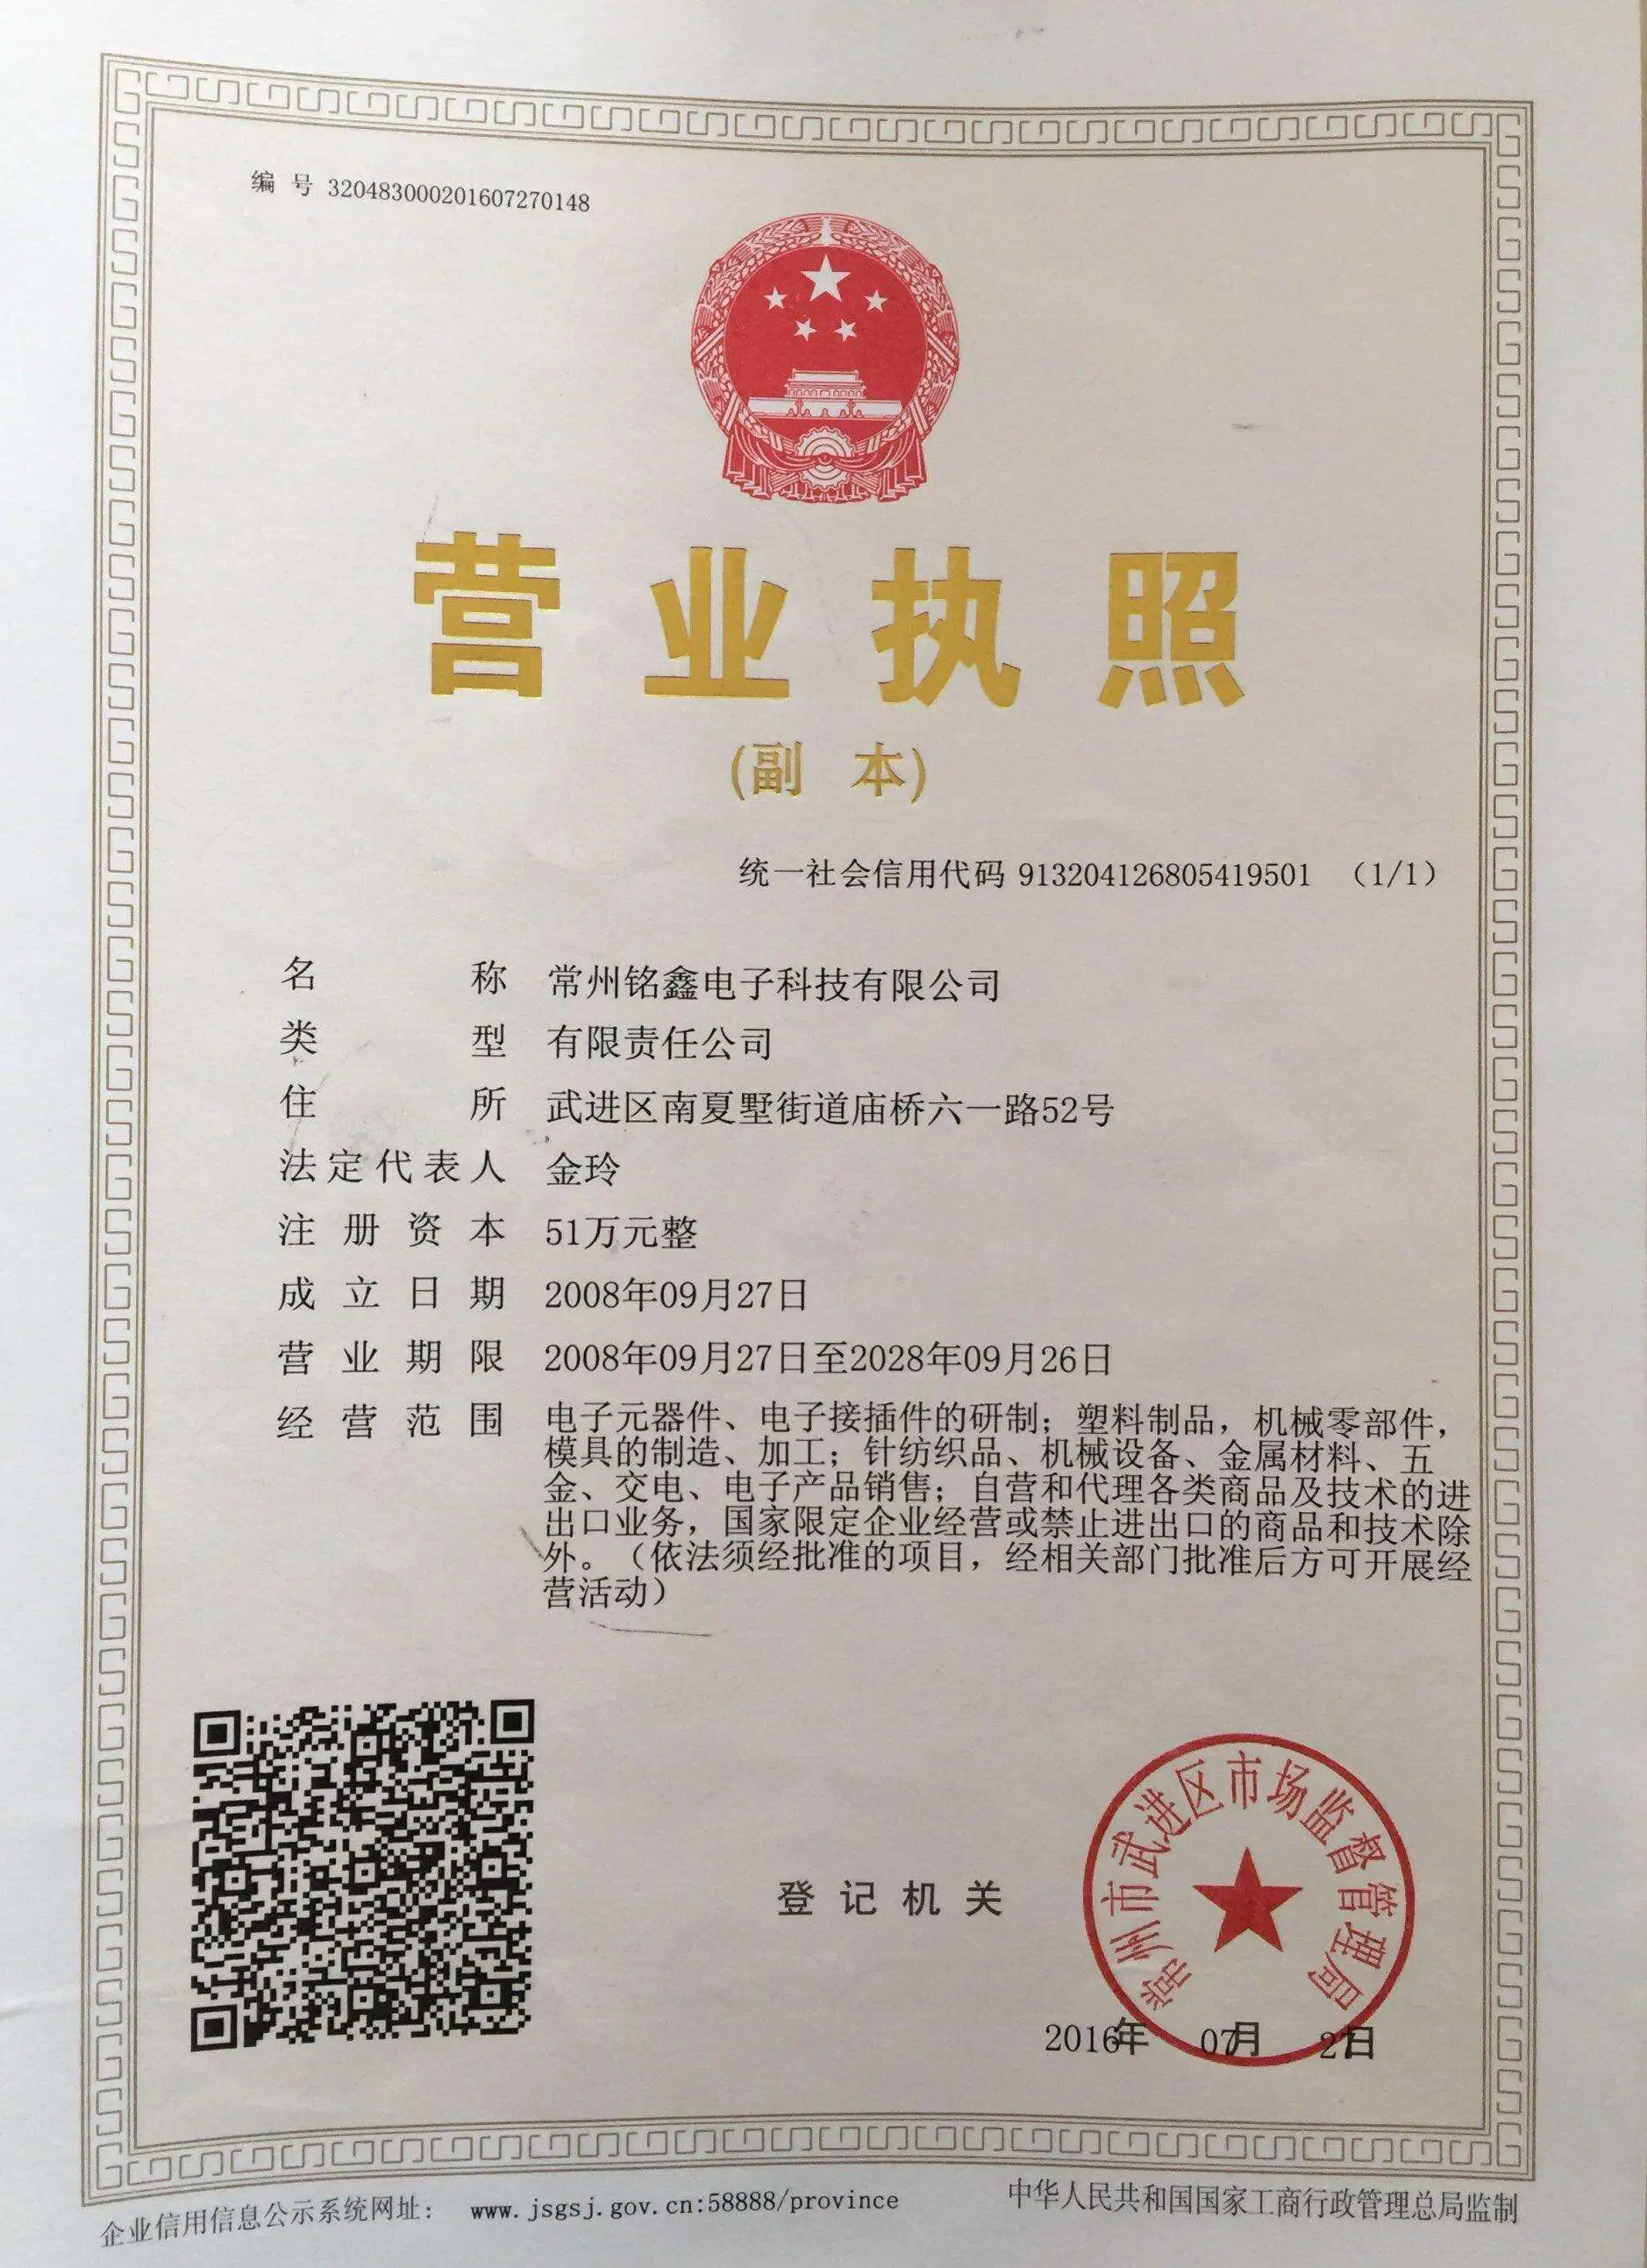 编 号 320483000201607270148
营业执照
(副 本)
统一社会信用代码 913204126805419501 （1/1）
名 称 常州铭鑫电子科技有限公司
类 型 有限责任公司
住 所 武进区南夏墅街道庙桥六一路52号
法定代表人 金玲
注 册 资 本 51万元整
成 立 日 期 2008年09月27日
营 业 期 限 2008年09月27日至2028年09月26日
经 营 范 围 电子元器件、电子接插件的研制；塑料制品，机械零部件，
模具的制造、加工；针纺织品、机械设备、金属材料、五
金、交电、电子产品销售；自营和代理各类商品及技术的进
出口业务，国家限定企业经营或禁止进出口的商品和技术除
外。（依法须经批准的项目，经相关部门批准后方可开展经
营活动）
登 记 机 关
常州市武进区市场监督管理局
2016年 07月 27日
企业信用信息公示系统网址： www.jsgsj.gov.cn:58888/province
中华人民共和国国家工商行政管理总局监制